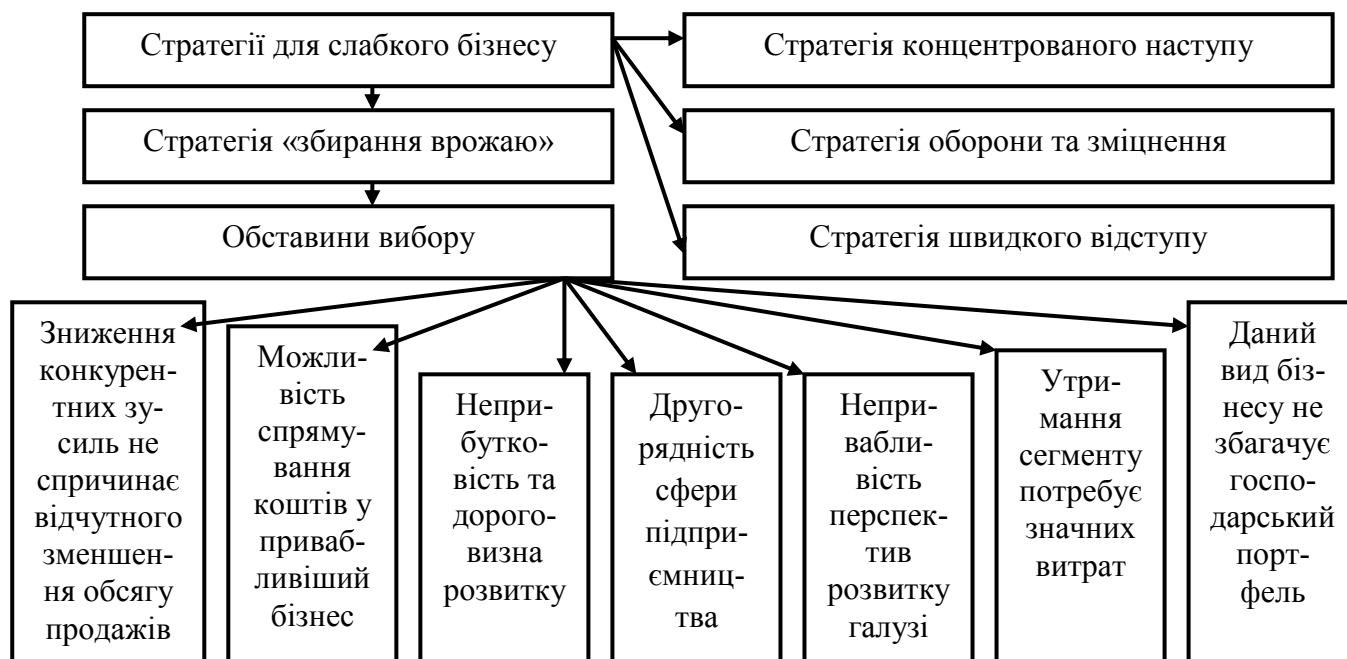 Стратегії для слабкого бізнесу
Стратегія концентрованого наступу
Стратегія «збирання врожаю»
Стратегія оборони та зміцнення
Обставини вибору
Стратегія швидкого відступу
Зниження
конкурен-
тних зу-
силь не
спричинає
відчутного
зменшен-
ня обсягу
продажів
Можли-
вість
спряму-
вання
коштів у
приваб-
ливіший
бізнес
Непри-
бутко-
вість та
дорого-
визна
розвитку
Друго-
рядність
сфери
підпри-
ємниц-
тва
Непри-
вабли-
вість
перспек-
тив
розвитку
галузі
Утри-
мання
сегменту
потребує
значних
витрат
Даний
вид біз-
несу не
збагачує
госпо-
дарський
порт-
фель